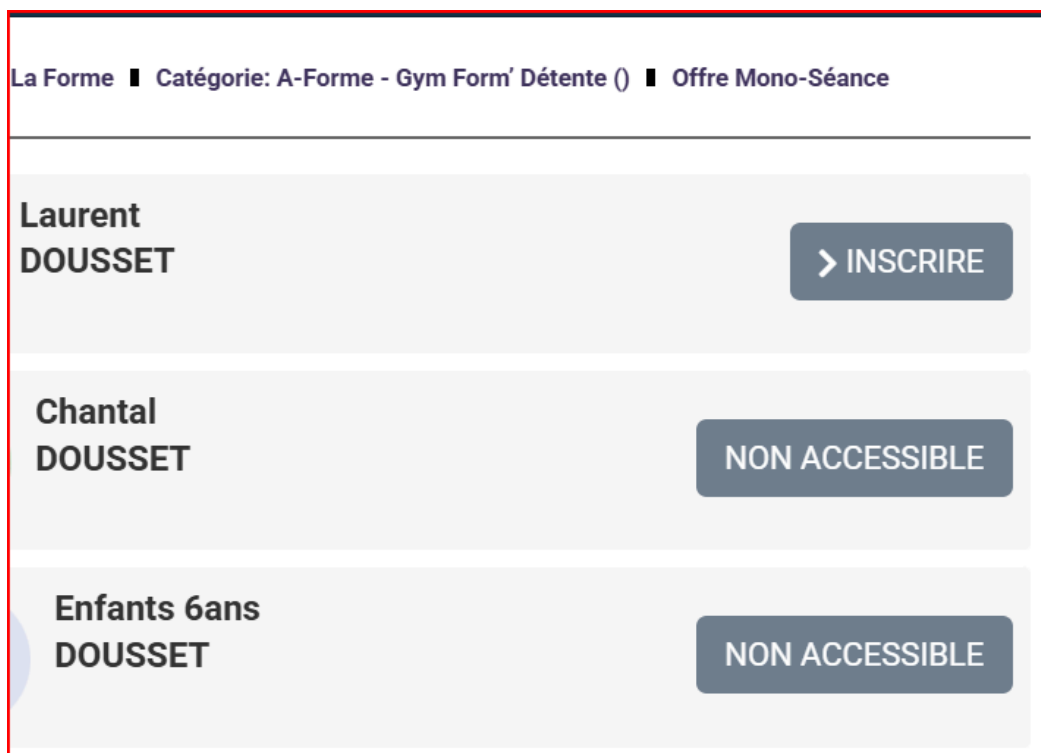 La Forme ▮ Catégorie: A-Forme - Gym Form’ Détente () ▮ Offre Mono-Séance
Laurent
DOUSSET
INSCRIRE
Chantal
DOUSSET
NON ACCESSIBLE
Enfants 6ans
DOUSSET
NON ACCESSIBLE